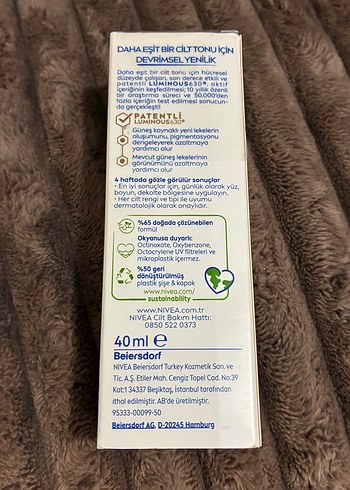 DAHA EŞİT BİR CİLT TONU İÇİN
DEVRİMSEL YENİLİK
Daha eşit bir cilt tonu için hücresel
düzeyde çalışan, son derece etkili ve
patentli LUMINOUS630® aktif
içeriğinin keşfedilmesi; 10 yıllık özenli
bir araştırma süreci ve 50.000'den
fazla içeriğin test edilmesi sonucun-
da gerçekleşti!
PATENTLİ
LUMINOUS630®
Güneş kaynaklı yeni lekelerin
oluşumunu, pigmentasyonu
dengeleyerek azaltmaya
yardımcı olur
Mevcut güneş lekelerinin
görünümünü azaltmaya
yardımcı olur
4 haftada gözle görülür sonuçlar
• En iyi sonuçlar için, günlük olarak yüz,
boyun, dekolte bölgesine uygulayın.
• Her cilt rengi ve tipi ile uyumu
dermatolojik olarak onaylıdır.
%65 doğada çözünebilen
formül
Okyanusa duyarlı:
Octinoxate, Oxybenzone,
Octocrylene UV filtreleri ve
mikroplastik içermez.
%50 geri
dönüştürülmüş
plastik şişe & kapak
www.nivea.com/
sustainability
www.NIVEA.com.tr
NIVEA Cilt Bakım Hattı:
0850 522 0373
40 ml ℮
Beiersdorf
NIVEA Beiersdorf Turkey Kozmetik San. ve
Tic. A.Ş. Etiler Mah. Cengiz Topel Cad. No:39
Kat:1 34337 Beşiktaş, İstanbul tarafından
ithal edilmiştir. AB'de üretilmiştir.
95333-00099-50
Beiersdorf AG, D-20245 Hamburg